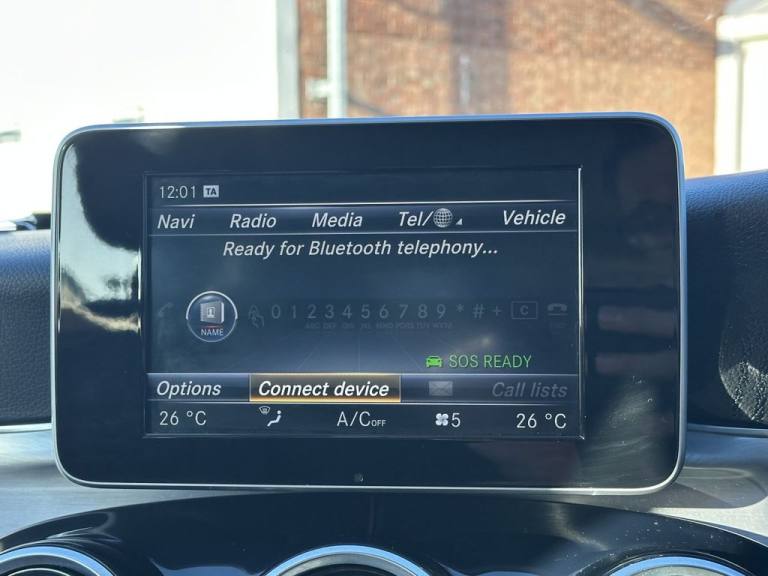 12:01 TA
Navi Radio Media Tel/ Vehicle
Ready for Bluetooth telephony...
NAME
0 1 2 3 4 5 6 7 8 9 * # + C
SOS READY
Options Connect device Call lists
26 °C A/C OFF 5 26 °C